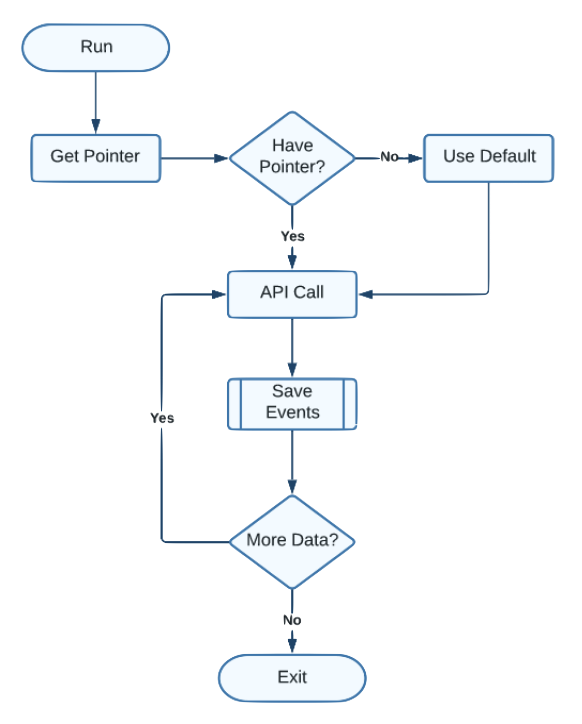 Run
Get Pointer
Have
Pointer?
No
Use Default
Yes
API Call
Save
Events
Yes
More Data?
No
Exit